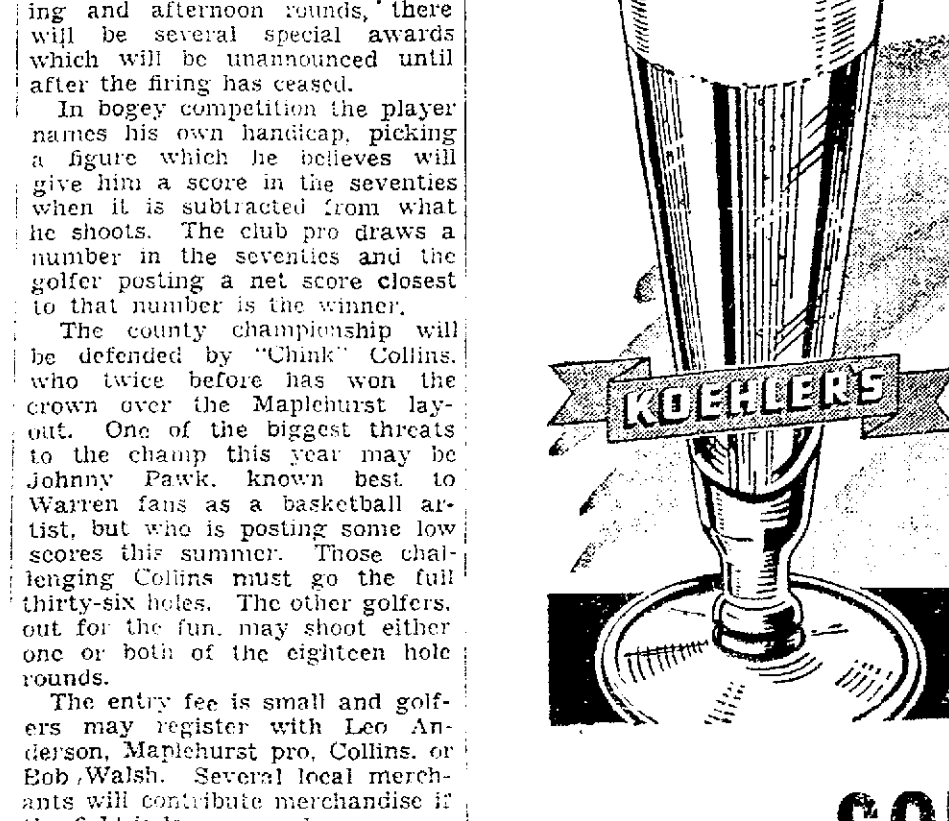 ing and afternoon rounds, there
will be several special awards
which will be unannounced until
after the firing has ceased.
In bogey competition the player
names his own handicap, picking
a figure which he believes will
give him a score in the seventies
when it is subtracted from what
he shoots. The club pro draws a
number in the seventies and the
golfer posting a net score closest
to that number is the winner.
The county championship will
be defended by "Chink" Collins,
who twice before has won the
crown over the Maplehurst lay-
out. One of the biggest threats
to the champ this year may be
Johnny Pawk, known best to
Warren fans as a basketball ar-
tist, but who is posting some low
scores this summer. Those chal-
lenging Collins must go the full
thirty-six holes. The other golfers,
out for the fun, may shoot either
one or both of the eighteen hole
rounds.
The entry fee is small and golf-
ers may register with Leo An-
derson, Maplehurst pro, Collins, or
Bob Walsh. Several local merch-
ants will contribute merchandise if
KOEHLER'S